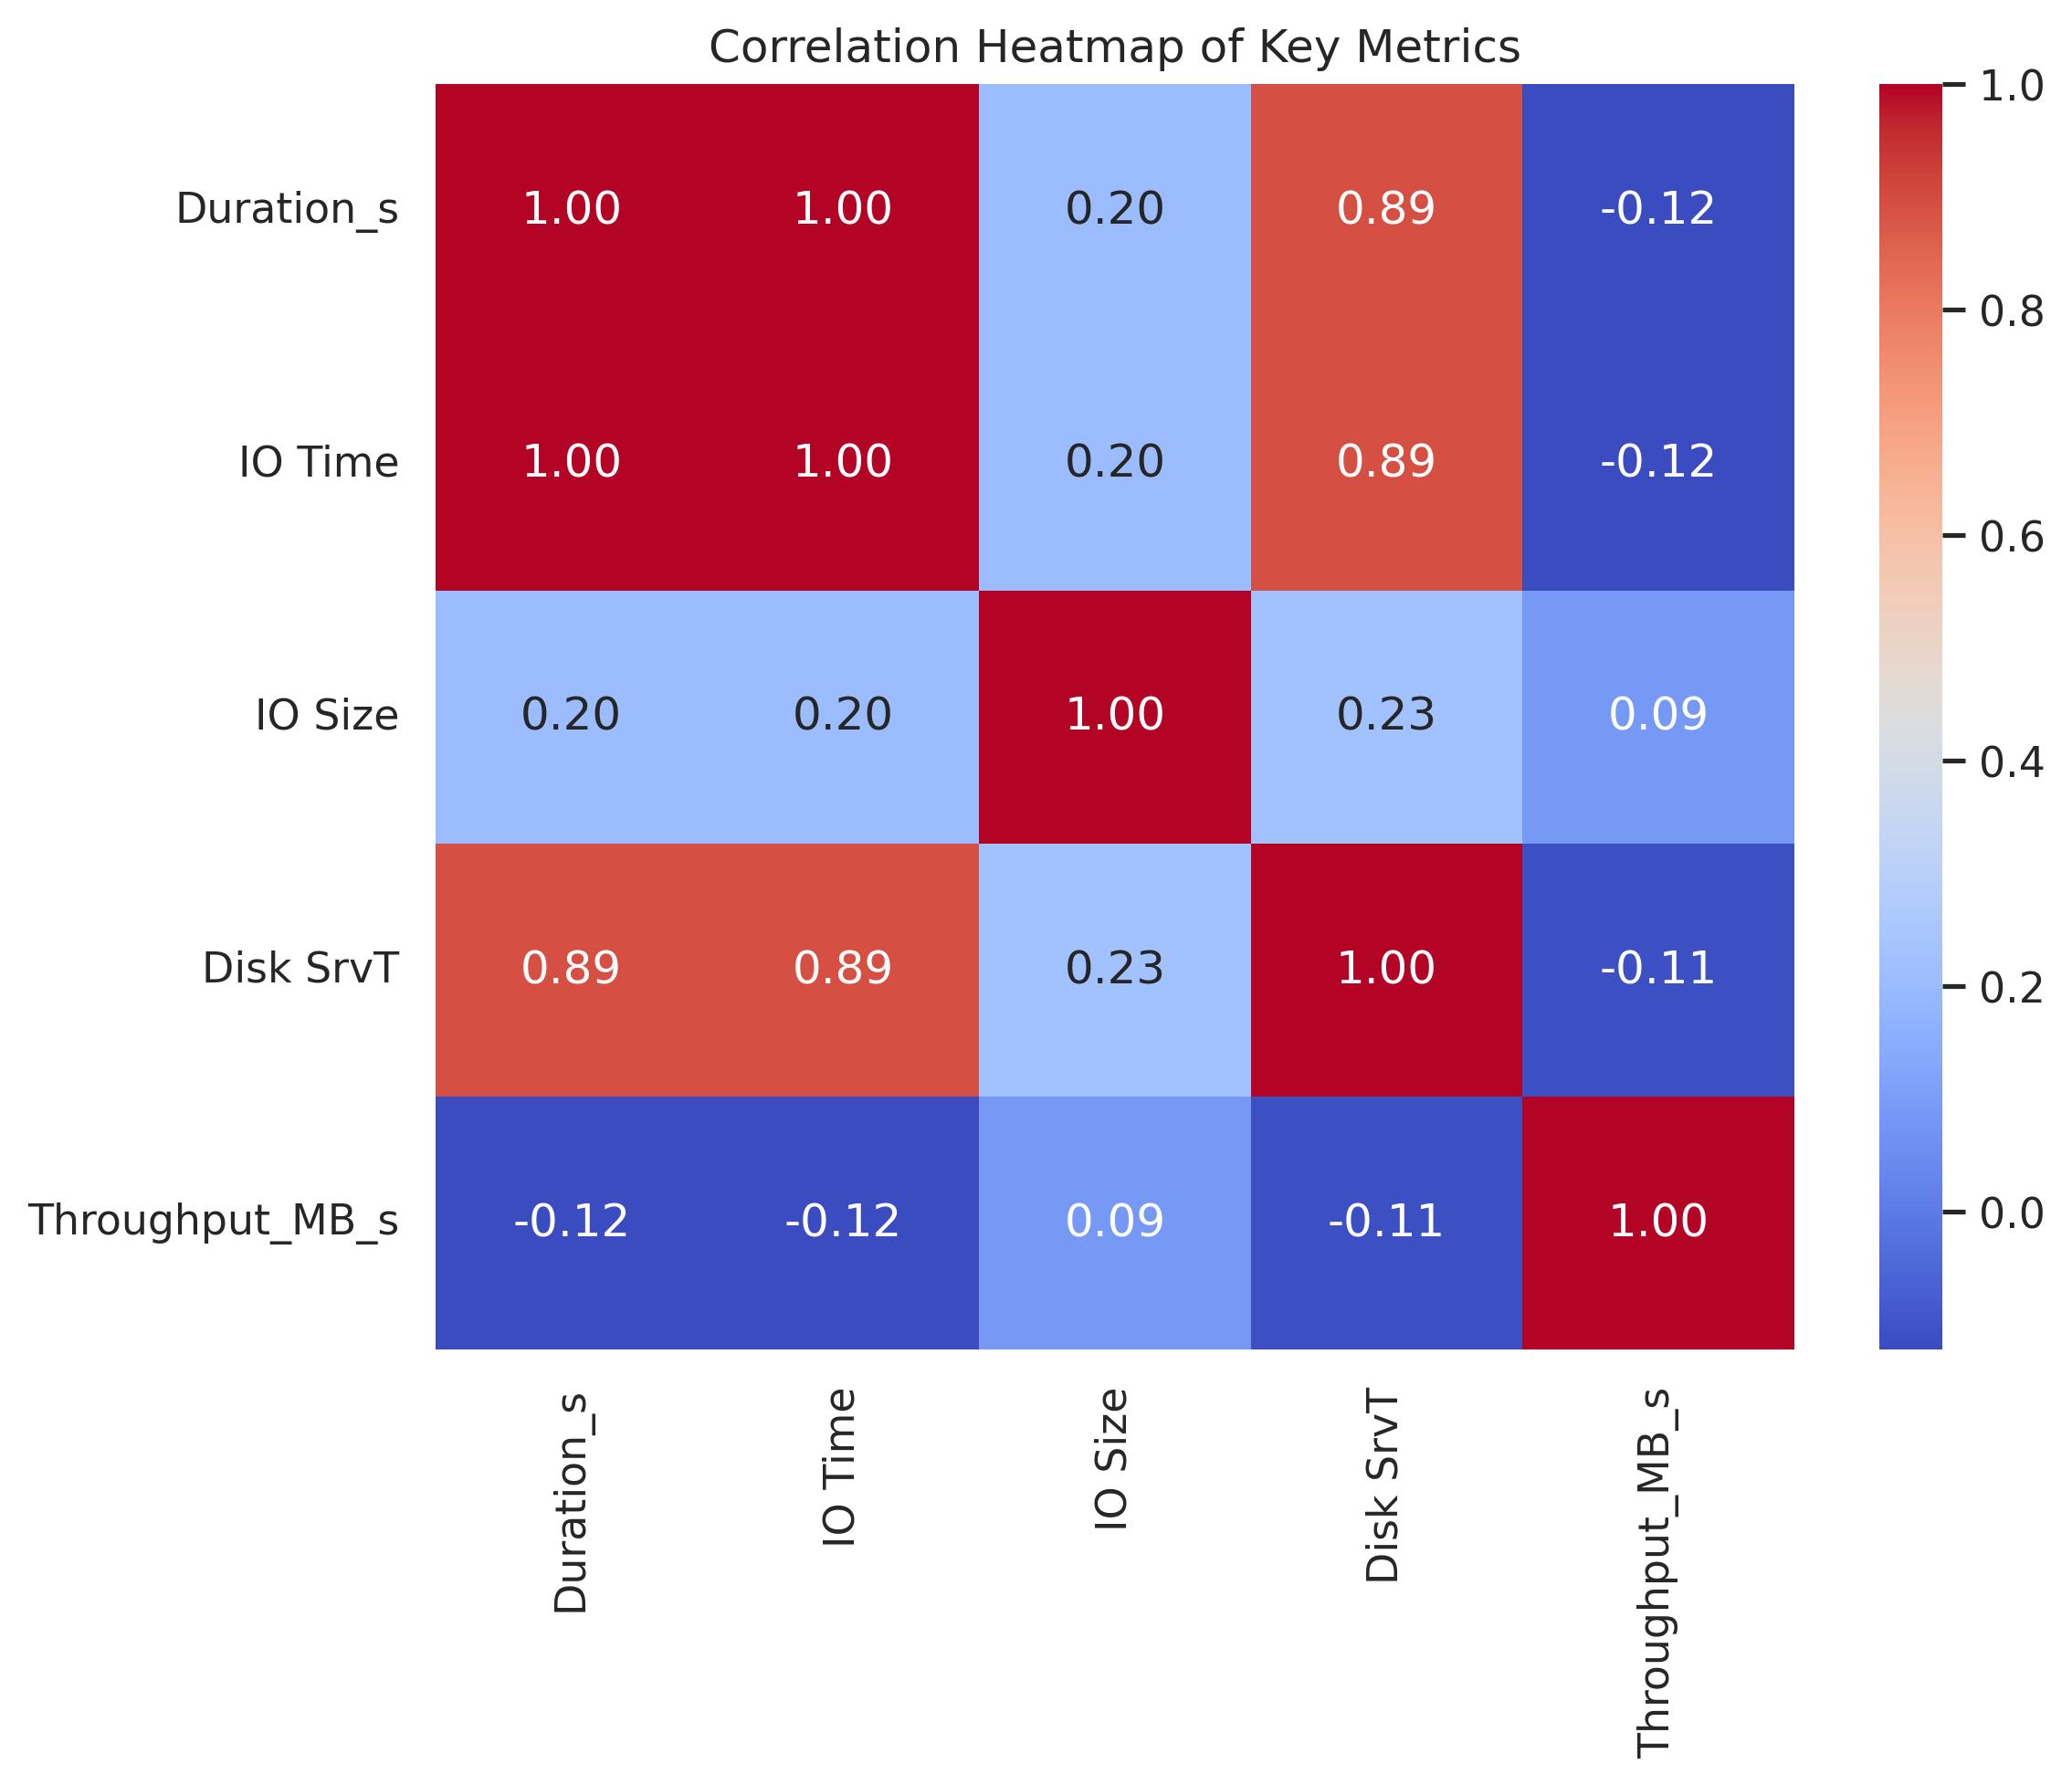 Correlation Heatmap of Key Metrics
Duration_s 1.00 1.00 0.20 0.89 -0.12
IO Time 1.00 1.00 0.20 0.89 -0.12
IO Size 0.20 0.20 1.00 0.23 0.09
Disk SrvT 0.89 0.89 0.23 1.00 -0.11
Throughput_MB_s -0.12 -0.12 0.09 -0.11 1.00
Duration_s
IO Time
IO Size
Disk SrvT
Throughput_MB_s
1.0
0.8
0.6
0.4
0.2
0.0